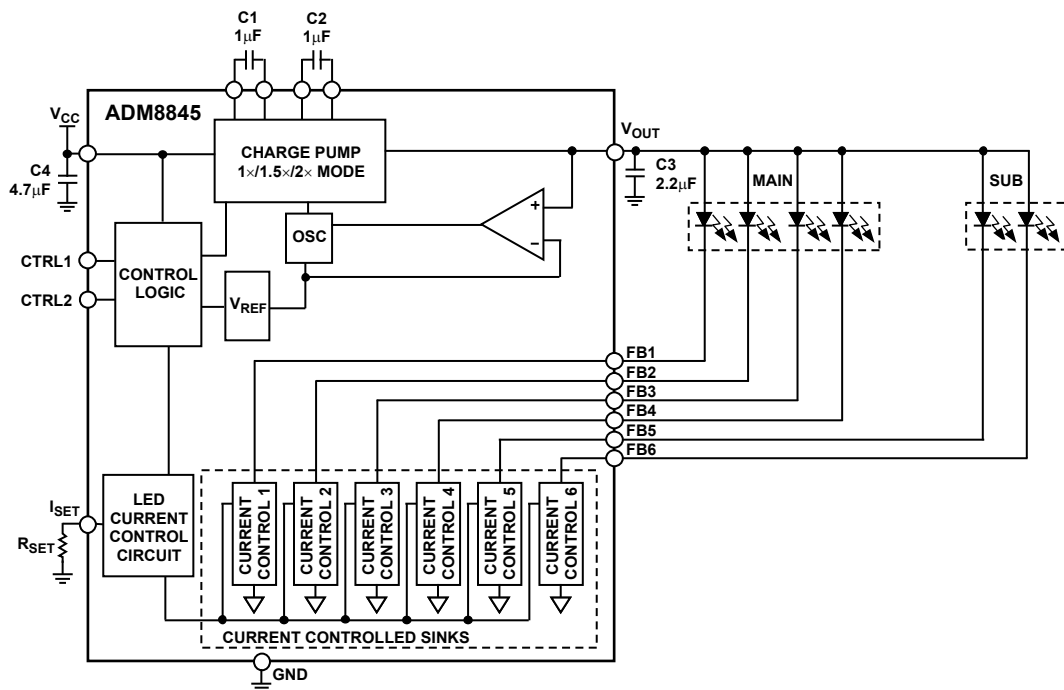 C1
1μF
C2
1μF
ADM8845
VCC
C4
4.7μF
CHARGE PUMP
1×/1.5×/2× MODE
VOUT
C3
2.2μF
MAIN
SUB
OSC
+
–
CTRL1
CTRL2
CONTROL
LOGIC
VREF
FB1
FB2
FB3
FB4
FB5
FB6
ISET
RSET
LED
CURRENT
CONTROL
CIRCUIT
CURRENT
CONTROL 1
CURRENT
CONTROL 2
CURRENT
CONTROL 3
CURRENT
CONTROL 4
CURRENT
CONTROL 5
CURRENT
CONTROL 6
CURRENT CONTROLLED SINKS
GND